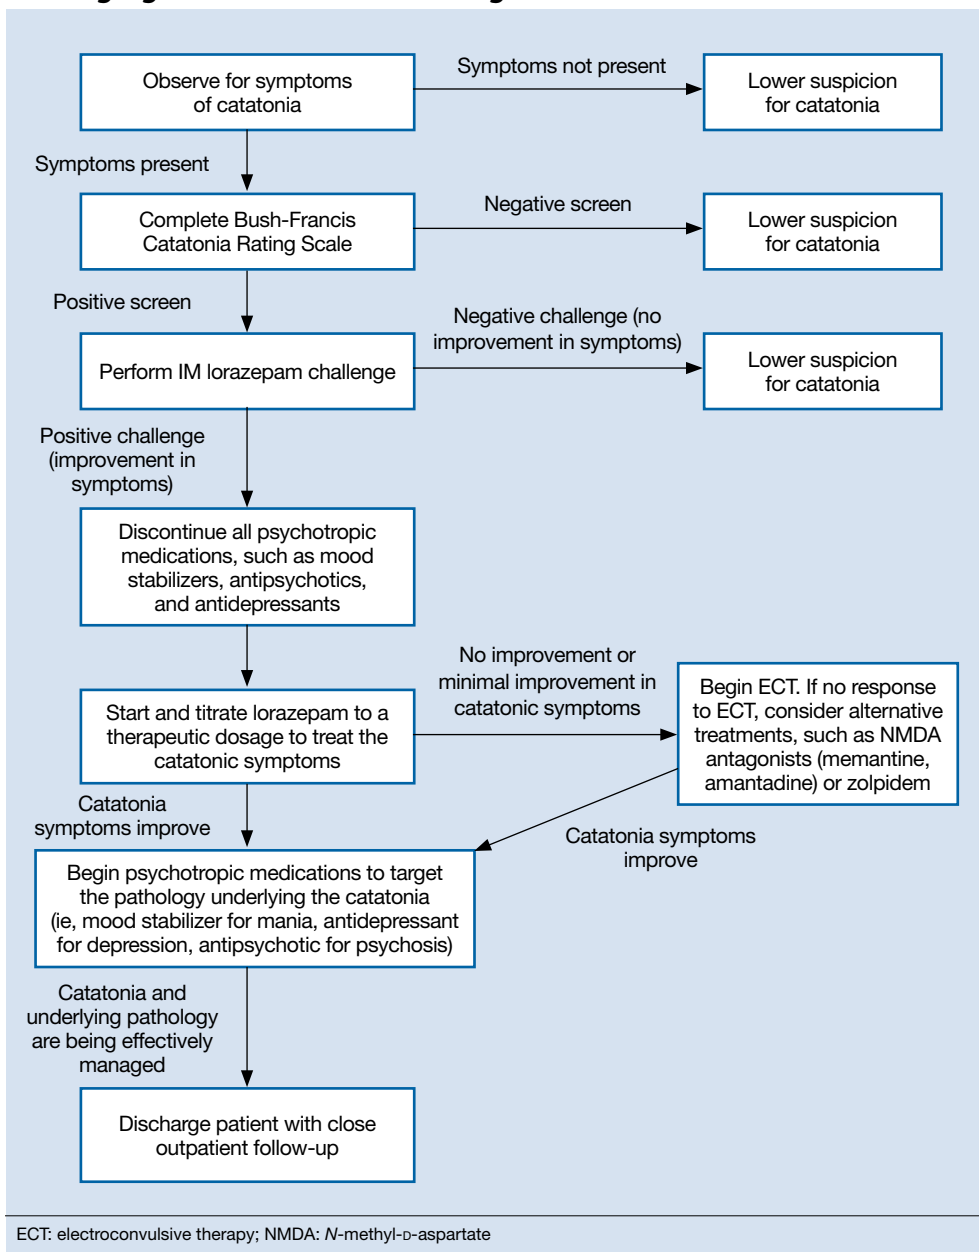 Observe for symptoms
of catatonia
Symptoms not present
Lower suspicion
for catatonia
Symptoms present
Complete Bush-Francis
Catatonia Rating Scale
Negative screen
Lower suspicion
for catatonia
Positive screen
Perform IM lorazepam challenge
Negative challenge (no
improvement in symptoms)
Lower suspicion
for catatonia
Positive challenge
(improvement in
symptoms)
Discontinue all psychotropic
medications, such as mood
stabilizers, antipsychotics,
and antidepressants
Start and titrate lorazepam to a
therapeutic dosage to treat the
catatonic symptoms
No improvement or
minimal improvement in
catatonic symptoms
Begin ECT. If no response
to ECT, consider alternative
treatments, such as NMDA
antagonists (memantine,
amantadine) or zolpidem
Catatonia
symptoms improve
Catatonia symptoms
improve
Begin psychotropic medications to target
the pathology underlying the catatonia
(ie, mood stabilizer for mania, antidepressant
for depression, antipsychotic for psychosis)
Catatonia and
underlying pathology
are being effectively
managed
Discharge patient with close
outpatient follow-up
ECT: electroconvulsive therapy; NMDA: N-methyl-D-aspartate